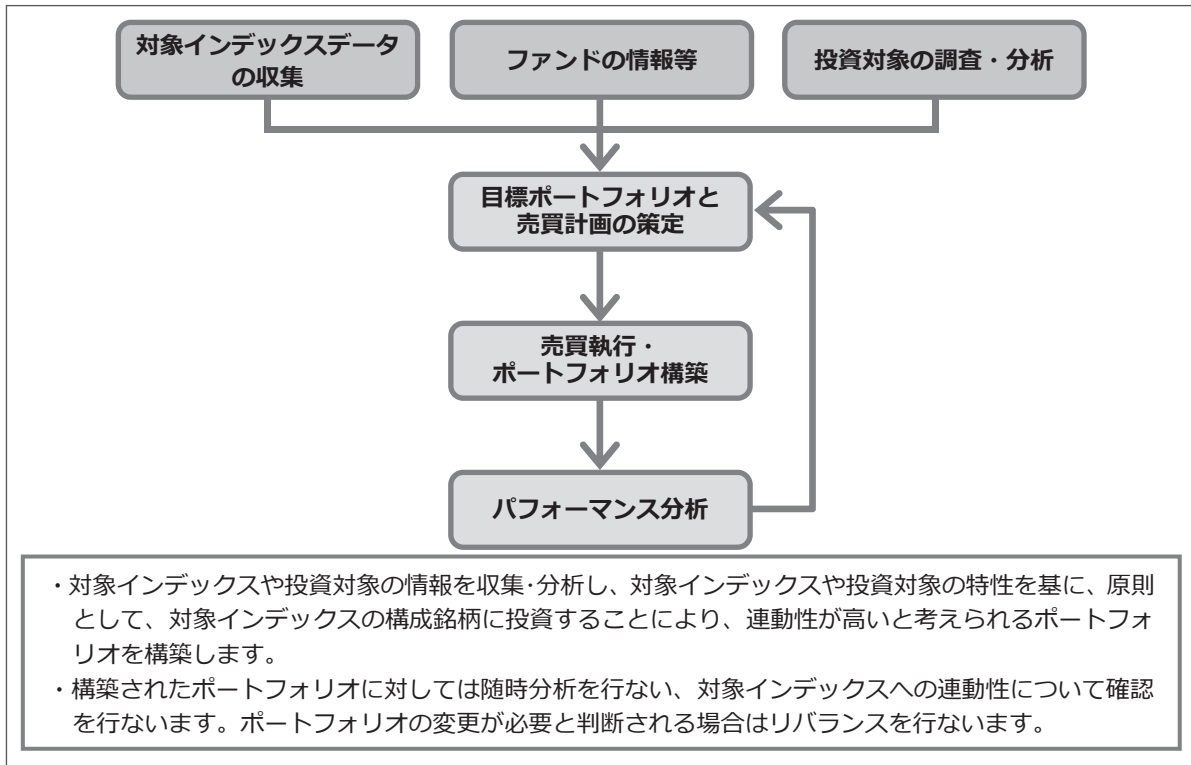 対象インデックスデータ
の収集
ファンドの情報等
投資対象の調査・分析
目標ポートフォリオと
売買計画の策定
売買執行・
ポートフォリオ構築
パフォーマンス分析
・対象インデックスや投資対象の情報を収集・分析し、対象インデックスや投資対象の特性を基に、原則
として、対象インデックスの構成銘柄に投資することにより、連動性が高いと考えられるポートフォ
リオを構築します。
・構築されたポートフォリオに対しては随時分析を行ない、対象インデックスへの連動性について確認
を行ないます。ポートフォリオの変更が必要と判断される場合はリバランスを行ないます。